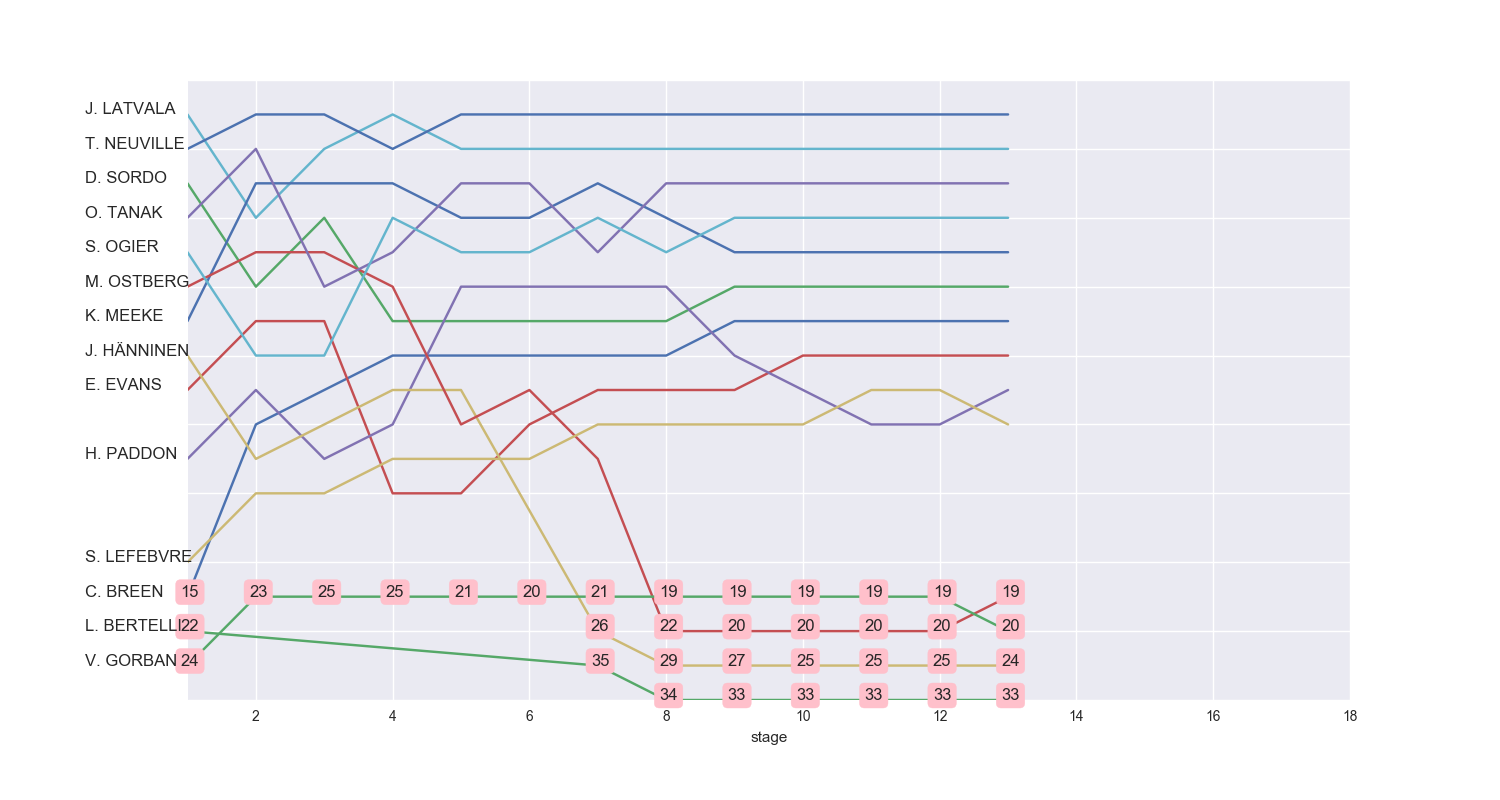 J. LATVALA
T. NEUVILLE
D. SORDO
O. TANAK
S. OGIER
M. OSTBERG
K. MEEKE
J. HÄNNINEN
E. EVANS
H. PADDON
S. LEFEBVRE
C. BREEN 15 23 25 25 21 20 21 19 19 19 19 19 19
L. BERTELLI 22 26 22 20 20 20 20 20
V. GORBAN 24 35 29 27 25 25 25 24
34 33 33 33 33 33
2 4 6 8 10 12 14 16 18
stage